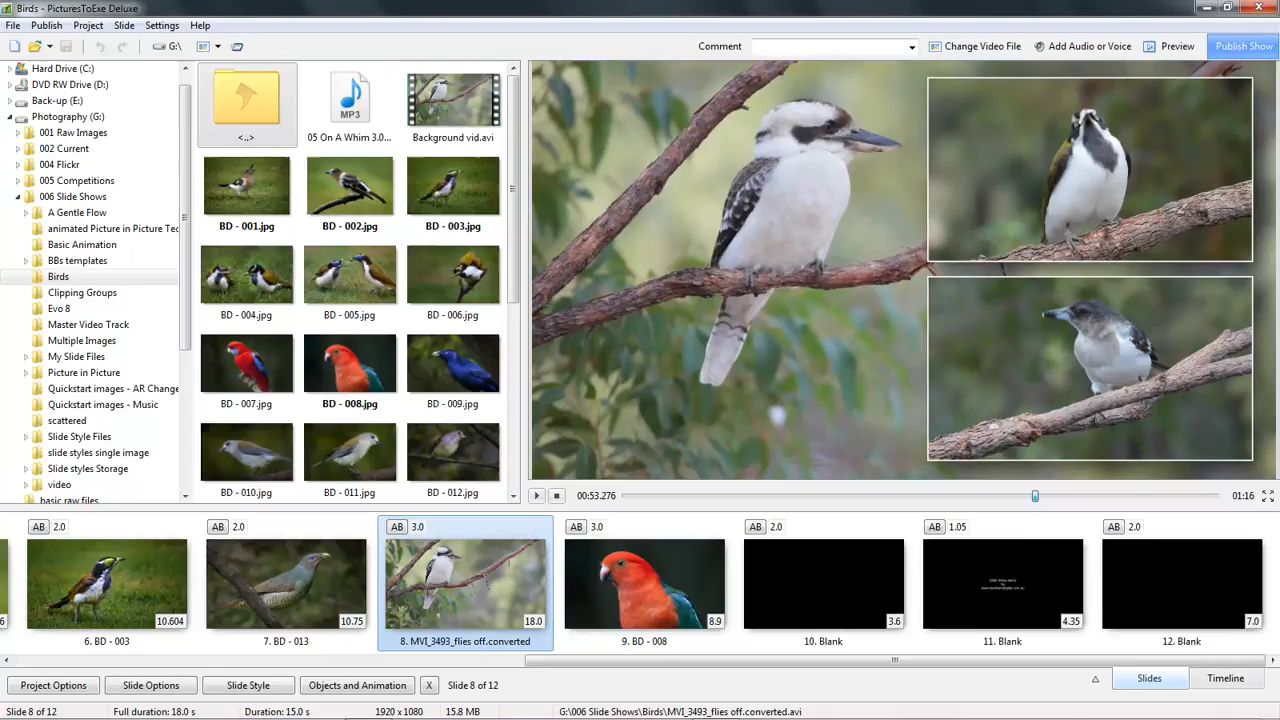 Birds - PicturesToExe Deluxe
File Publish Project Slide Settings Help
G:\
Comment
Change Video File
Add Audio or Voice
Preview
Publish Show
Hard Drive (C:)
DVD RW Drive (D:)
Back-up (E:)
Photography (G:)
001 Raw Images
002 Current
004 Flickr
005 Competitions
006 Slide Shows
A Gentle Flow
animated Picture in Picture Tec
Basic Animation
BBs templates
Birds
Clipping Groups
Evo 8
Master Video Track
Multiple Images
My Slide Files
Picture in Picture
Quickstart images - AR Change
Quickstart images - Music
scattered
Slide Style Files
slide styles single image
Slide styles Storage
video
basic raw files
<..>
MP3
05 On A Whim 3.0...
Background vid.avi
BD - 001.jpg
BD - 002.jpg
BD - 003.jpg
BD - 004.jpg
BD - 005.jpg
BD - 006.jpg
BD - 007.jpg
BD - 008.jpg
BD - 009.jpg
BD - 010.jpg
BD - 011.jpg
BD - 012.jpg
00:53.276
01:16
6
AB 2.0
10.604
6. BD - 003
AB 2.0
10.75
7. BD - 013
AB 3.0
18.0
8. MVI_3493_flies off.converted
AB 3.0
8.9
9. BD - 008
AB 2.0
3.6
10. Blank
AB 1.05
4.35
11. Blank
AB 2.0
7.0
12. Blank
Project Options
Slide Options
Slide Style
Objects and Animation
X
Slide 8 of 12
Slides
Timeline
Slide 8 of 12
Full duration: 18.0 s
Duration: 15.0 s
1920 x 1080
15.8 MB
G:\006 Slide Shows\Birds\MVI_3493_flies off.converted.avi